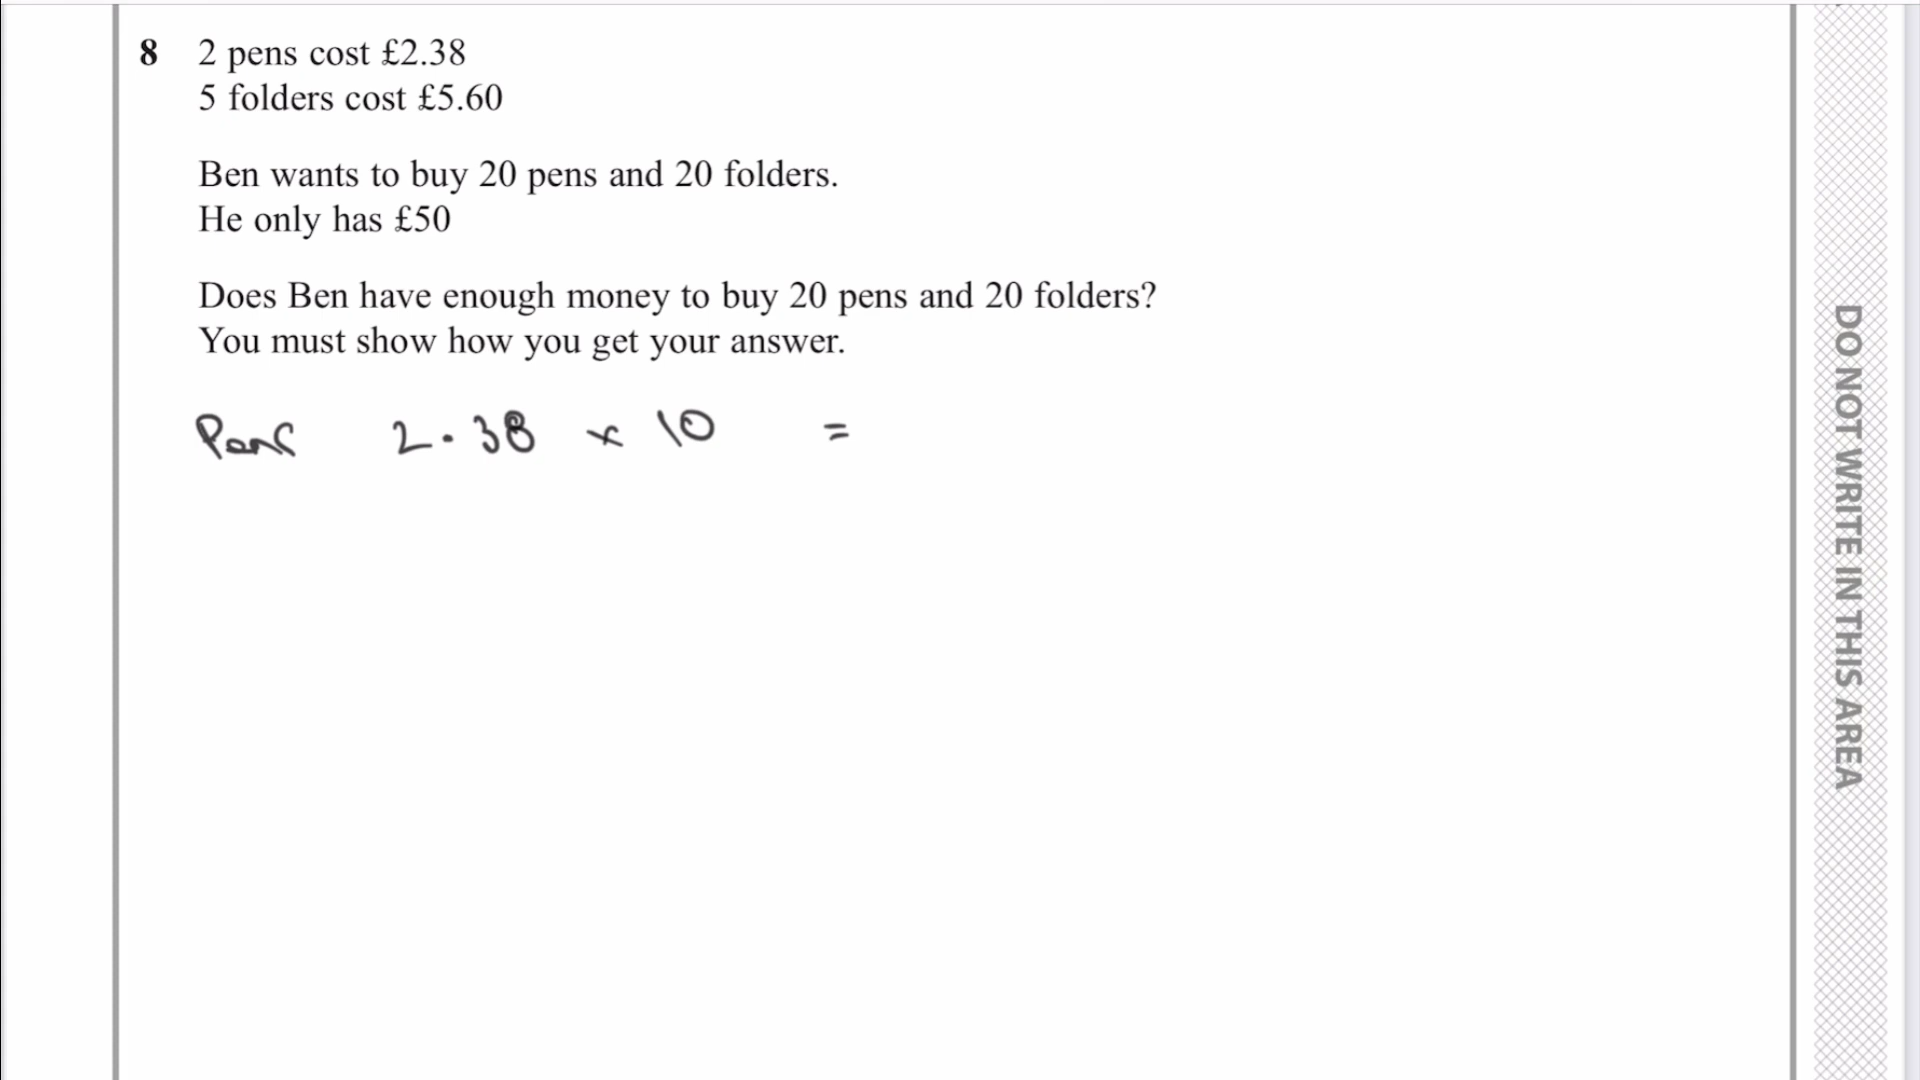 8 2 pens cost £2.38
5 folders cost £5.60
Ben wants to buy 20 pens and 20 folders.
He only has £50
Does Ben have enough money to buy 20 pens and 20 folders?
You must show how you get your answer.
Pens 2.38 × 10 =
DO NOT WRITE IN THIS AREA